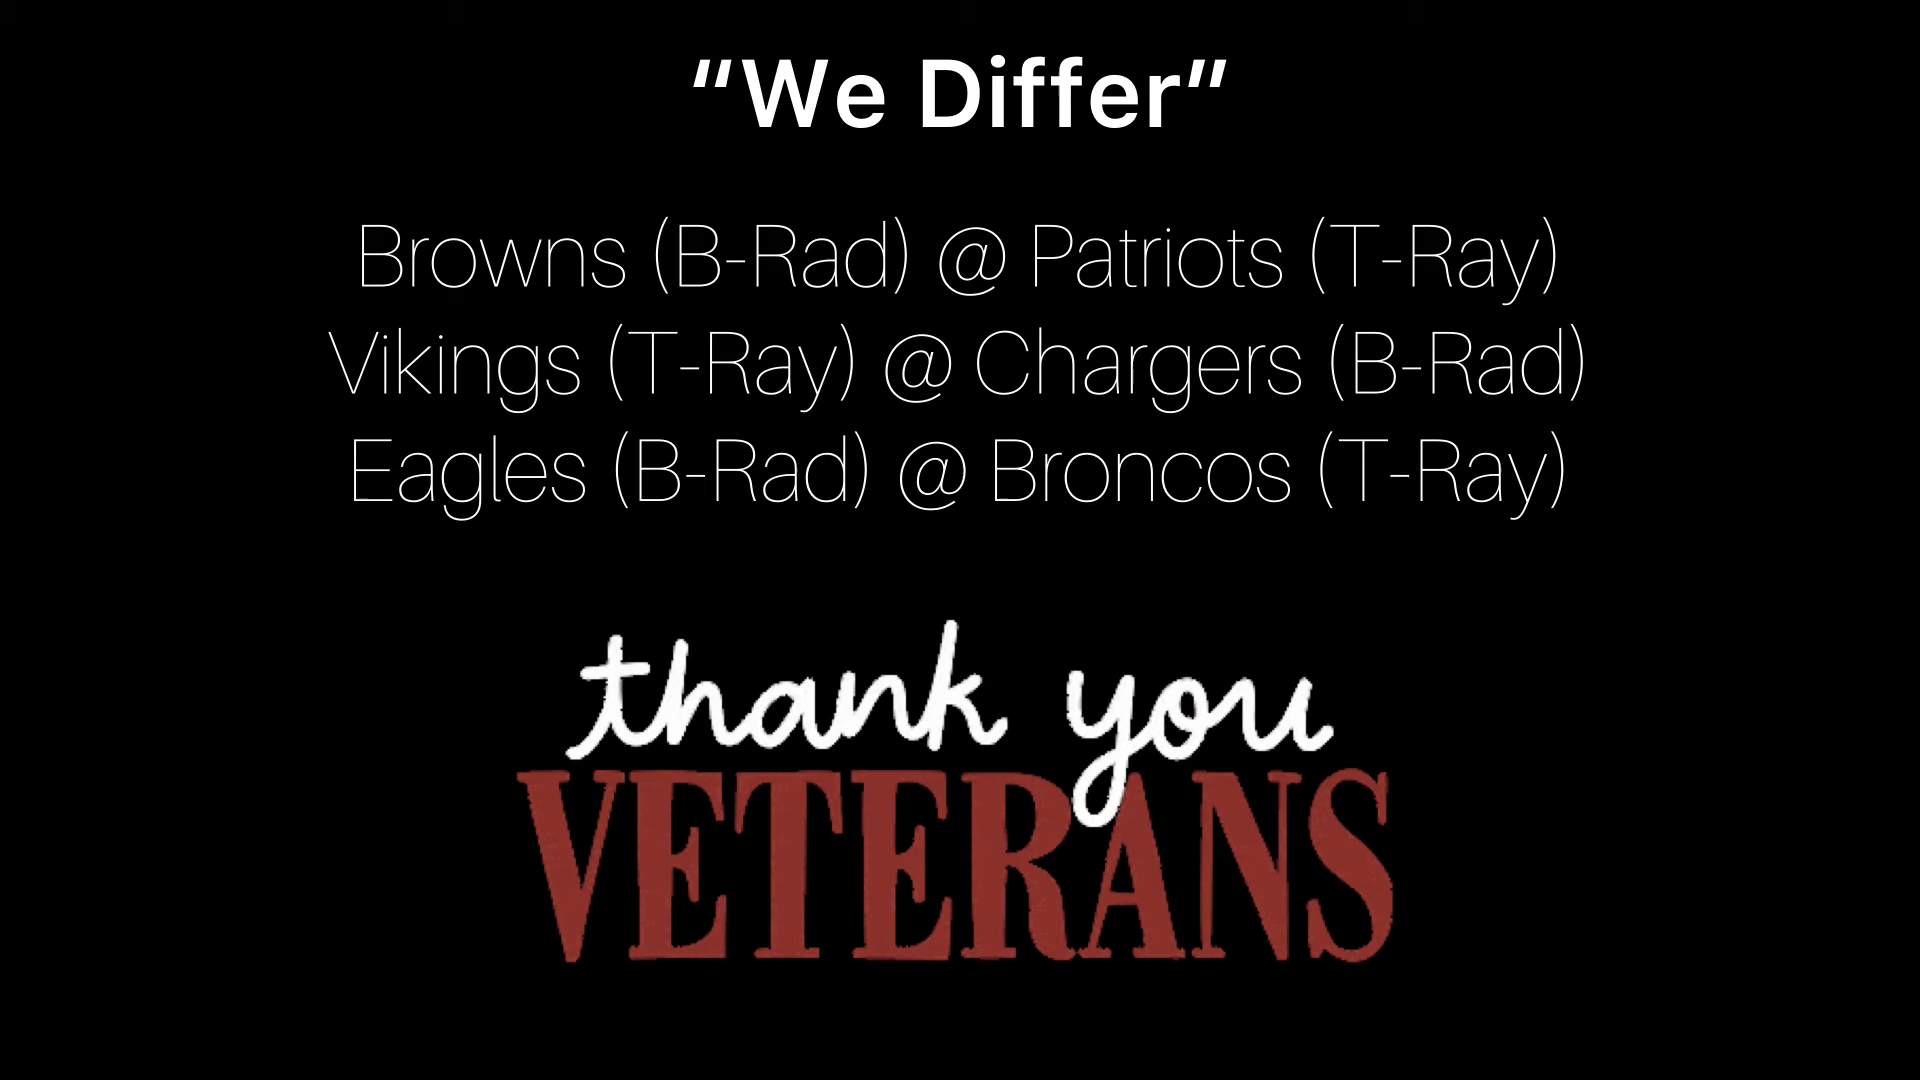 “We Differ”
Browns (B-Rad) @ Patriots (T-Ray)
Vikings (T-Ray) @ Chargers (B-Rad)
Eagles (B-Rad) @ Broncos (T-Ray)
thank you
VETERANS